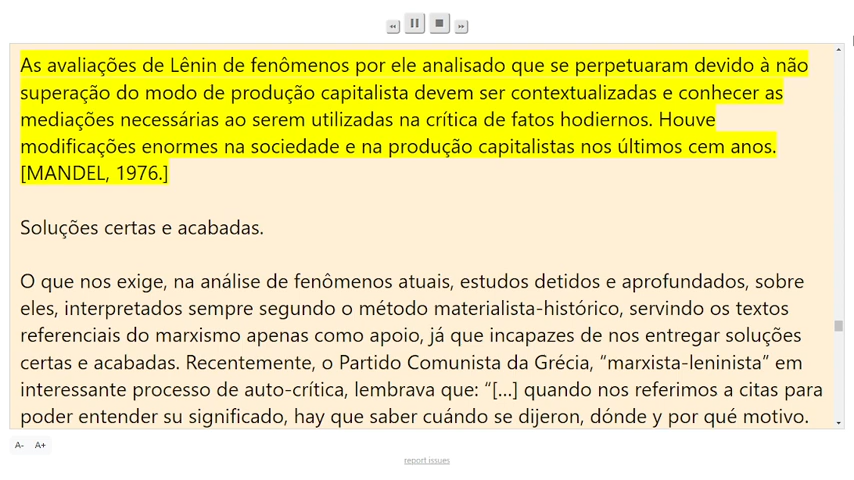 As avaliações de Lênin de fenômenos por ele analisado que se perpetuaram devido à não
superação do modo de produção capitalista devem ser contextualizadas e conhecer as
mediações necessárias ao serem utilizadas na crítica de fatos hodiernos. Houve
modificações enormes na sociedade e na produção capitalistas nos últimos cem anos.
[MANDEL, 1976.]
Soluções certas e acabadas.
O que nos exige, na análise de fenômenos atuais, estudos detidos e aprofundados, sobre
eles, interpretados sempre segundo o método materialista-histórico, servindo os textos
referenciais do marxismo apenas como apoio, já que incapazes de nos entregar soluções
certas e acabadas. Recentemente, o Partido Comunista da Grécia, “marxista-leninista” em
interessante processo de auto-crítica, lembrava que: “[…] quando nos referimos a citas para
poder entender su significado, hay que saber cuándo se dijeron, dónde y por qué motivo.
A- A+
report issues